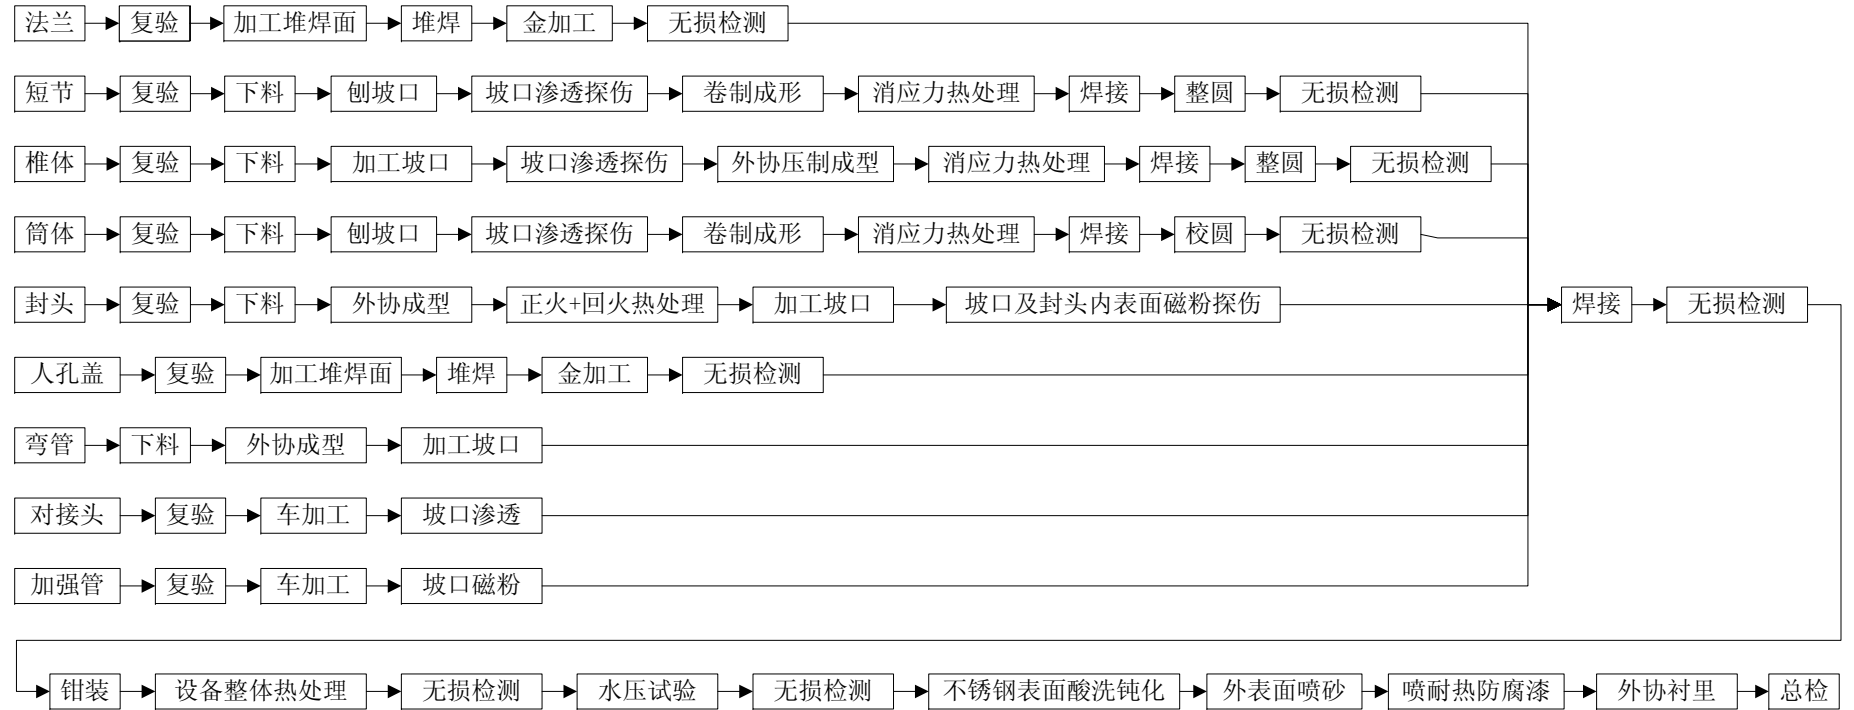 法兰 复验 加工堆焊面 堆焊 金加工 无损检测
短节 复验 下料 刨坡口 坡口渗透探伤 卷制成形 消应力热处理 焊接 整圆 无损检测
椎体 复验 下料 加工坡口 坡口渗透探伤 外协压制成型 消应力热处理 焊接 整圆 无损检测
筒体 复验 下料 刨坡口 坡口渗透探伤 卷制成形 消应力热处理 焊接 校圆 无损检测
封头 复验 下料 外协成型 正火+回火热处理 加工坡口 坡口及封头内表面磁粉探伤 焊接 无损检测
人孔盖 复验 加工堆焊面 堆焊 金加工 无损检测
弯管 下料 外协成型 加工坡口
对接头 复验 车加工 坡口渗透
加强管 复验 车加工 坡口磁粉
钳装 设备整体热处理 无损检测 水压试验 无损检测 不锈钢表面酸洗钝化 外表面喷砂 喷耐热防腐漆 外协衬里 总检